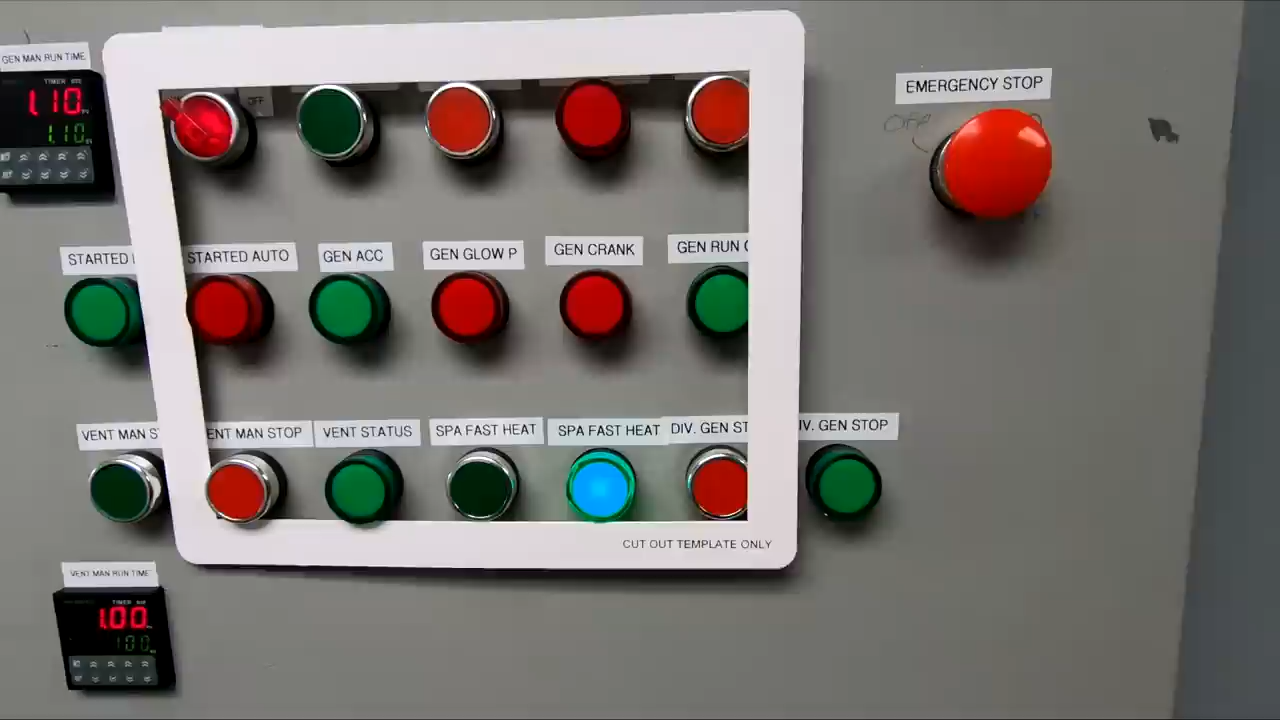 GEN MAN RUN TIME
TIMER
1.10
1.10
OFF
EMERGENCY STOP
OFF
STARTED
STARTED AUTO
GEN ACC
GEN GLOW P
GEN CRANK
GEN RUN
VENT MAN
ENT MAN STOP
VENT STATUS
SPA FAST HEAT
SPA FAST HEAT
DIV. GEN ST
IV. GEN STOP
CUT OUT TEMPLATE ONLY
VENT MAN RUN TIME
TIMER
1.00
1.00